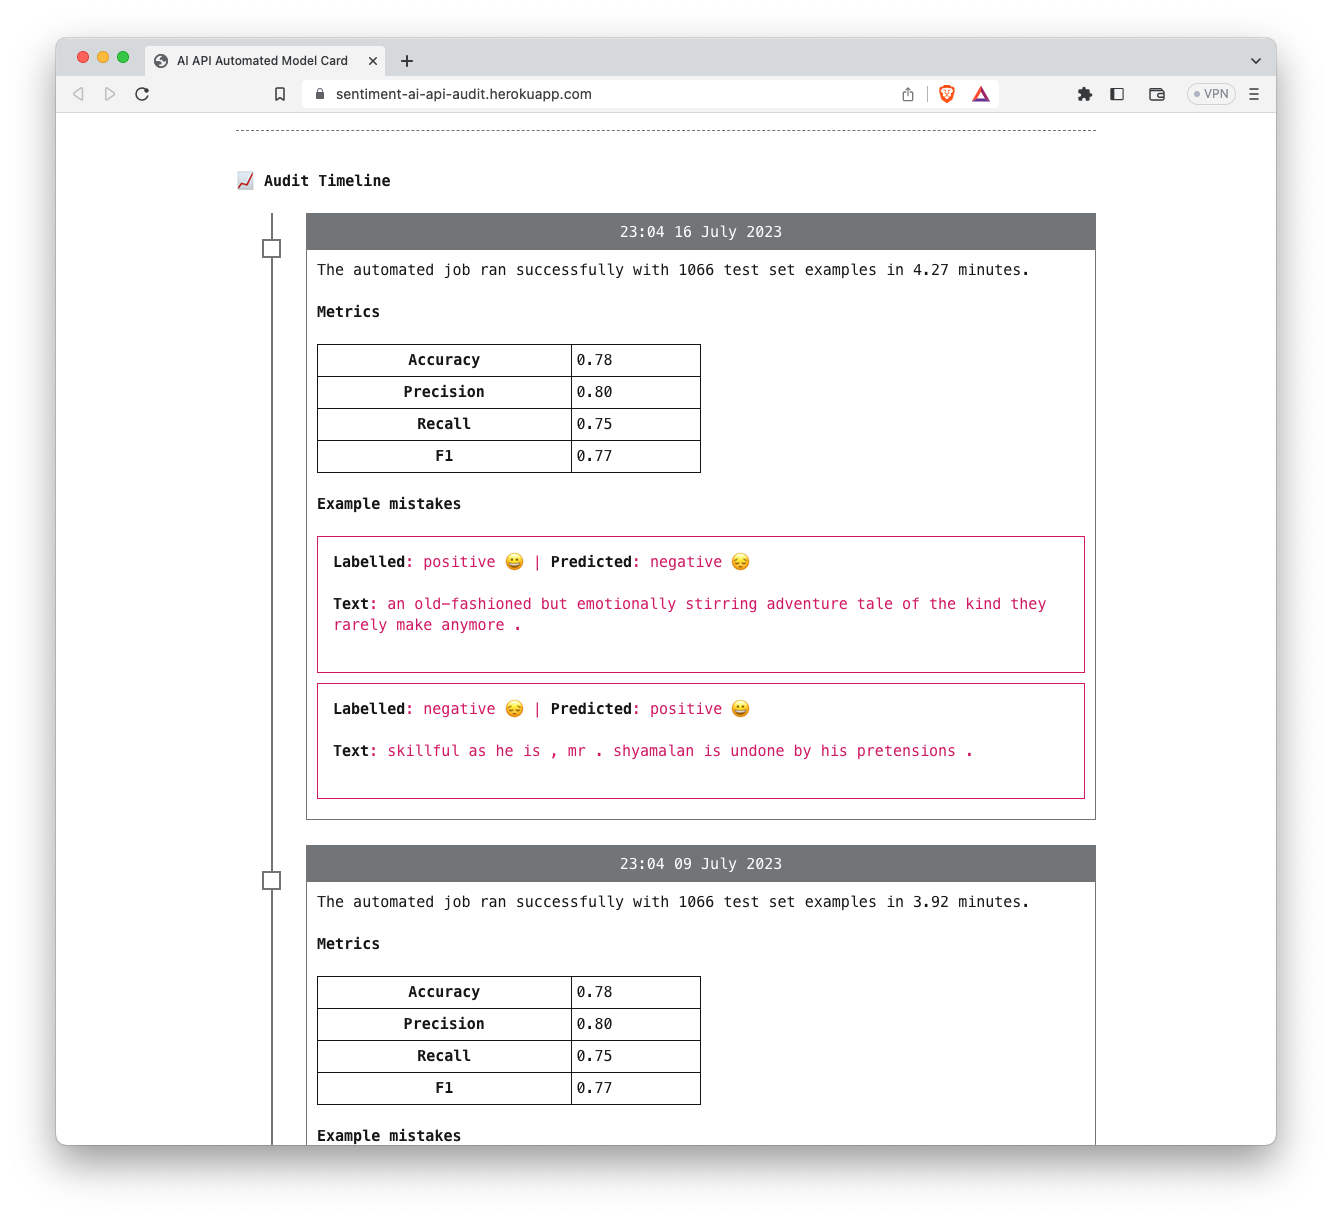 AI API Automated Model Card
sentiment-ai-api-audit.herokuapp.com
VPN
Audit Timeline
23:04 16 July 2023
The automated job ran successfully with 1066 test set examples in 4.27 minutes.
Metrics
Accuracy 0.78
Precision 0.80
Recall 0.75
F1 0.77
Example mistakes
Labelled: positive 😀 | Predicted: negative 😔
Text: an old-fashioned but emotionally stirring adventure tale of the kind they
rarely make anymore .
Labelled: negative 😔 | Predicted: positive 😀
Text: skillful as he is , mr . shyamalan is undone by his pretensions .
23:04 09 July 2023
The automated job ran successfully with 1066 test set examples in 3.92 minutes.
Metrics
Accuracy 0.78
Precision 0.80
Recall 0.75
F1 0.77
Example mistakes